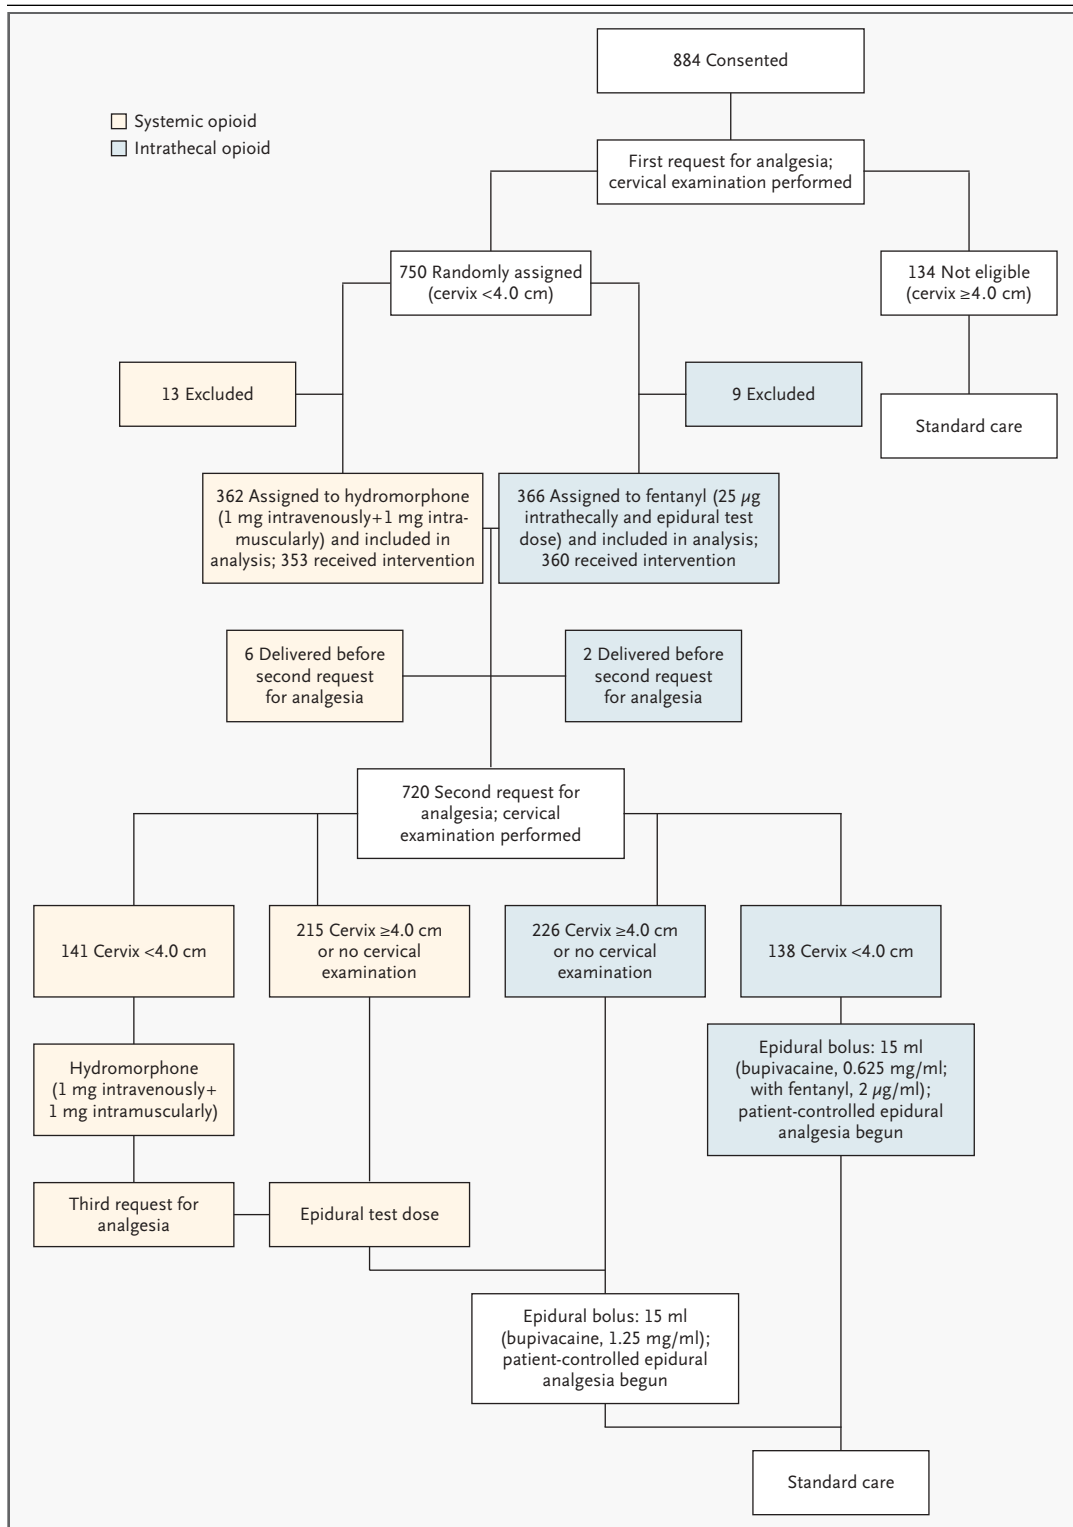 884 Consented
Systemic opioid
Intrathecal opioid
First request for analgesia;
cervical examination performed
750 Randomly assigned
(cervix <4.0 cm)
134 Not eligible
(cervix ≥4.0 cm)
13 Excluded
9 Excluded
Standard care
362 Assigned to hydromorphone
(1 mg intravenously+1 mg intra-
muscularly) and included in
analysis; 353 received intervention
366 Assigned to fentanyl (25 µg
intrathecally and epidural test
dose) and included in analysis;
360 received intervention
6 Delivered before
second request
for analgesia
2 Delivered before
second request
for analgesia
720 Second request for
analgesia; cervical
examination performed
141 Cervix <4.0 cm
215 Cervix ≥4.0 cm
or no cervical
examination
226 Cervix ≥4.0 cm
or no cervical
examination
138 Cervix <4.0 cm
Hydromorphone
(1 mg intravenously+
1 mg intramuscularly)
Epidural bolus: 15 ml
(bupivacaine, 0.625 mg/ml;
with fentanyl, 2 µg/ml);
patient-controlled epidural
analgesia begun
Third request for
analgesia
Epidural test dose
Epidural bolus: 15 ml
(bupivacaine, 1.25 mg/ml);
patient-controlled epidural
analgesia begun
Standard care